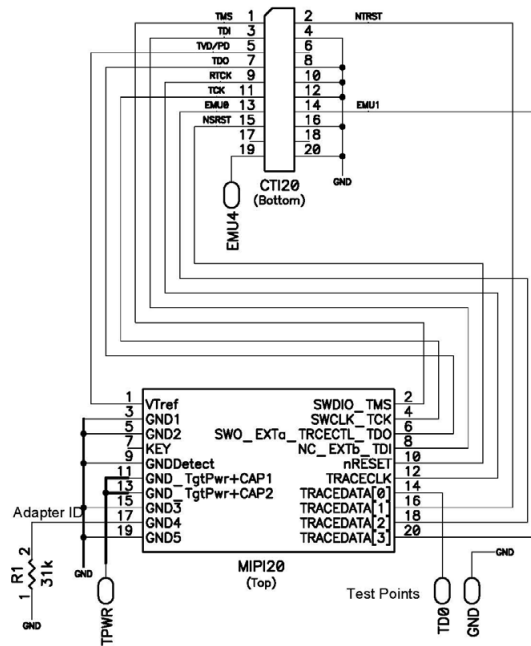 TMS 1 2 NTRST
TDI 3 4
TVD/PD 5 6
TDO 7 8
RTCK 9 10
TCK 11 12
EMU0 13 14 EMU1
NSRST 15 16
17 18
19 20
GND
CTI20
(Bottom)
EMU4
1 VTref SWDIO_TMS 2
3 GND1 SWCLK_TCK 4
5 GND2 SWO_EXTa_TRCECTL_TDO 6
7 KEY NC_EXTb_TDI 8
9 GNDDetect nRESET 10
11 GND_TgtPwr+CAP1 TRACECLK 12
13 GND_TgtPwr+CAP2 TRACEDATA[0] 14
15 GND3 TRACEDATA[1] 16
17 GND4 TRACEDATA[2] 18
19 GND5 TRACEDATA[3] 20
Adapter ID
R1 31k
2
1
GND
GND
MIPI20
(Top)
TPWR
Test Points
TD0
GND
GND